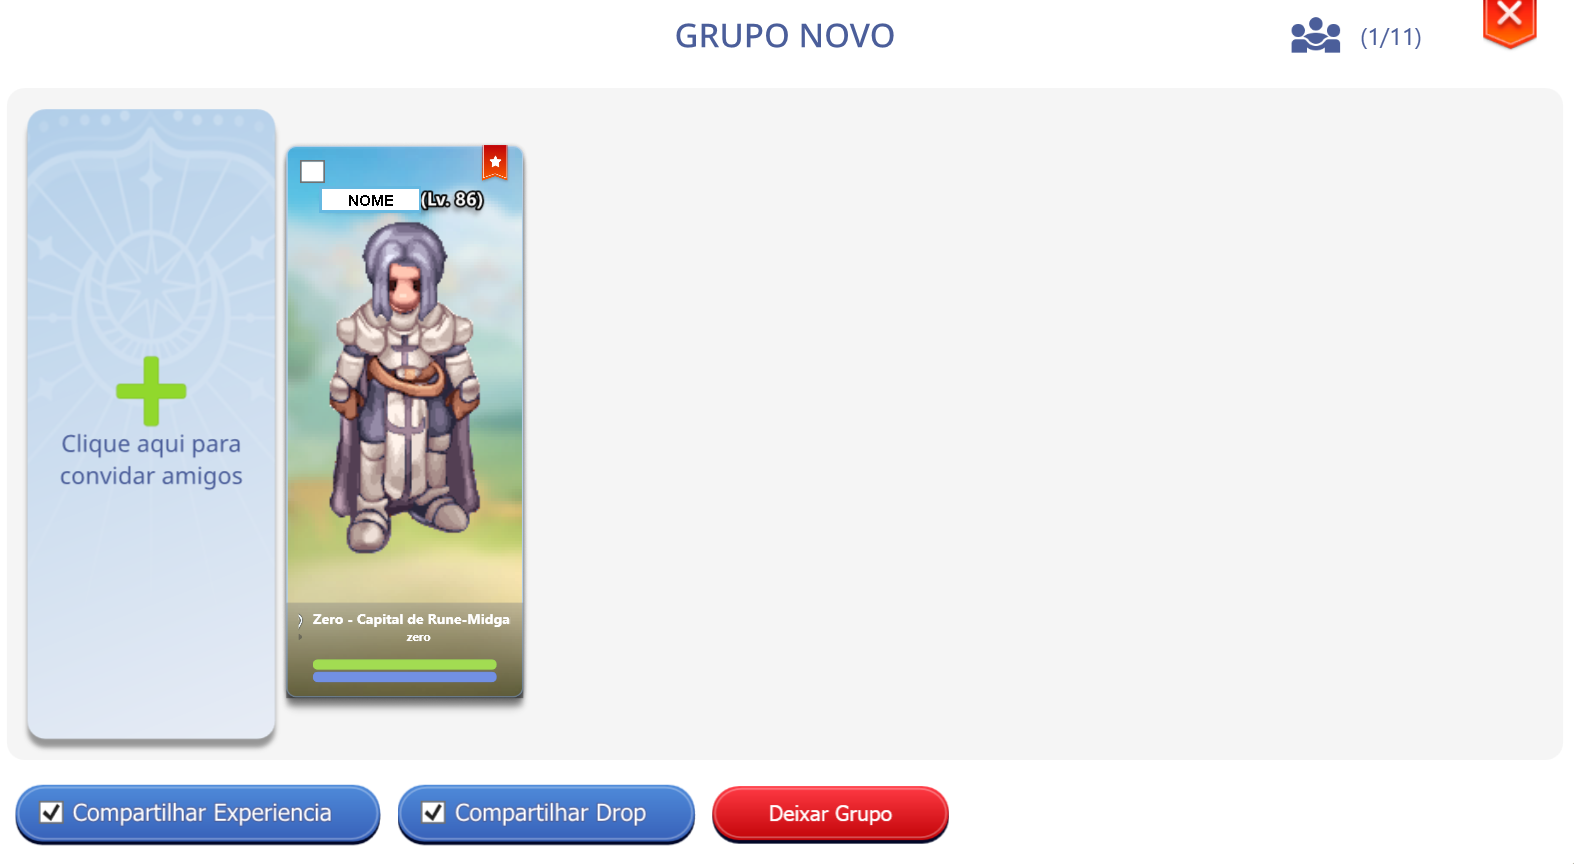 GRUPO NOVO
(1/11)
NOME (Lv. 86)
Clique aqui para
convidar amigos
) Zero - Capital de Rune-Midga
zero
Compartilhar Experiencia
Compartilhar Drop
Deixar Grupo